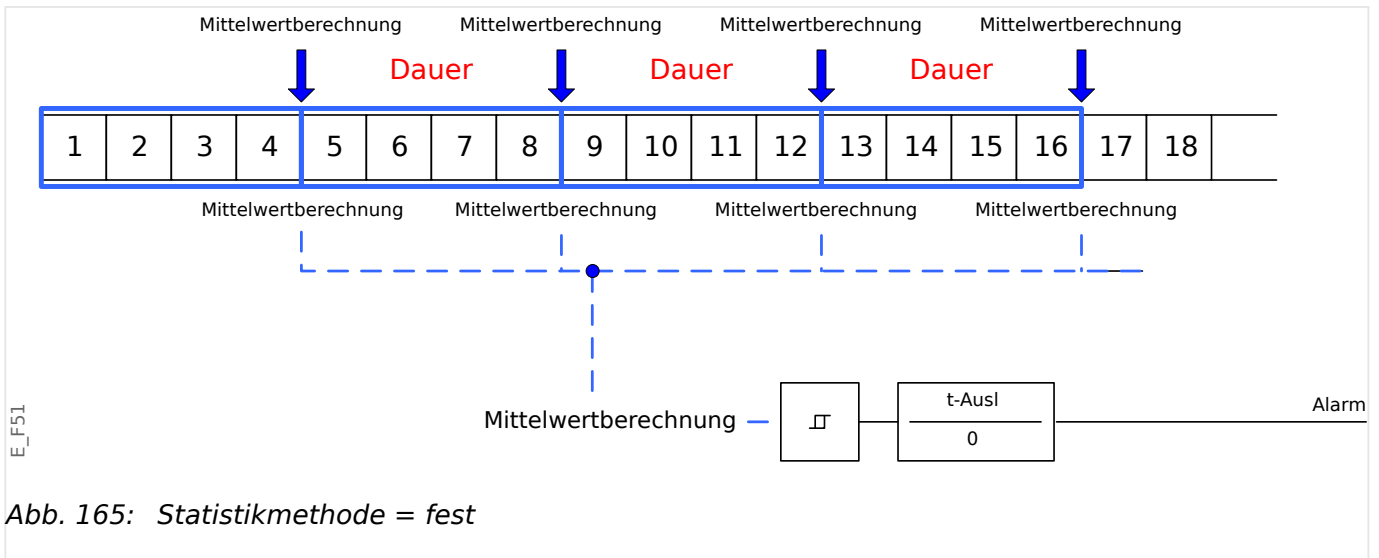 Mittelwertberechnung Mittelwertberechnung Mittelwertberechnung Mittelwertberechnung
Dauer Dauer Dauer
1 2 3 4 5 6 7 8 9 10 11 12 13 14 15 16 17 18
Mittelwertberechnung Mittelwertberechnung Mittelwertberechnung Mittelwertberechnung
t-Ausl
Mittelwertberechnung
0
Alarm
E_F51
Abb. 165: Statistikmethode = fest